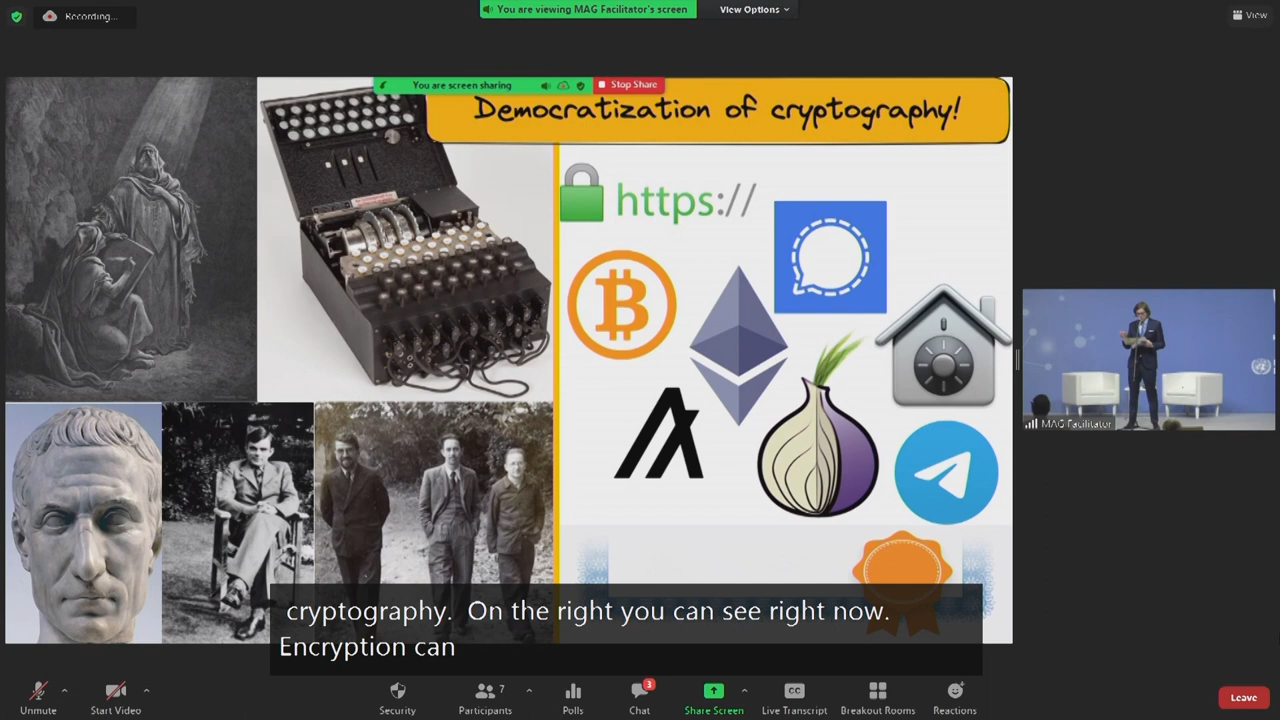 Recording...
You are viewing MAG Facilitator's screen
View Options
View
You are screen sharing
Stop Share
Democratization of cryptography!
https://
MAG Facilitator
cryptography. On the right you can see right now.
Encryption can
Unmute
Start Video
Security
Participants
7
Polls
Chat
3
Share Screen
CC
Live Transcript
Breakout Rooms
Reactions
Leave